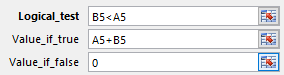 Logical_test B5<A5
Value_if_true A5+B5
Value_if_false 0